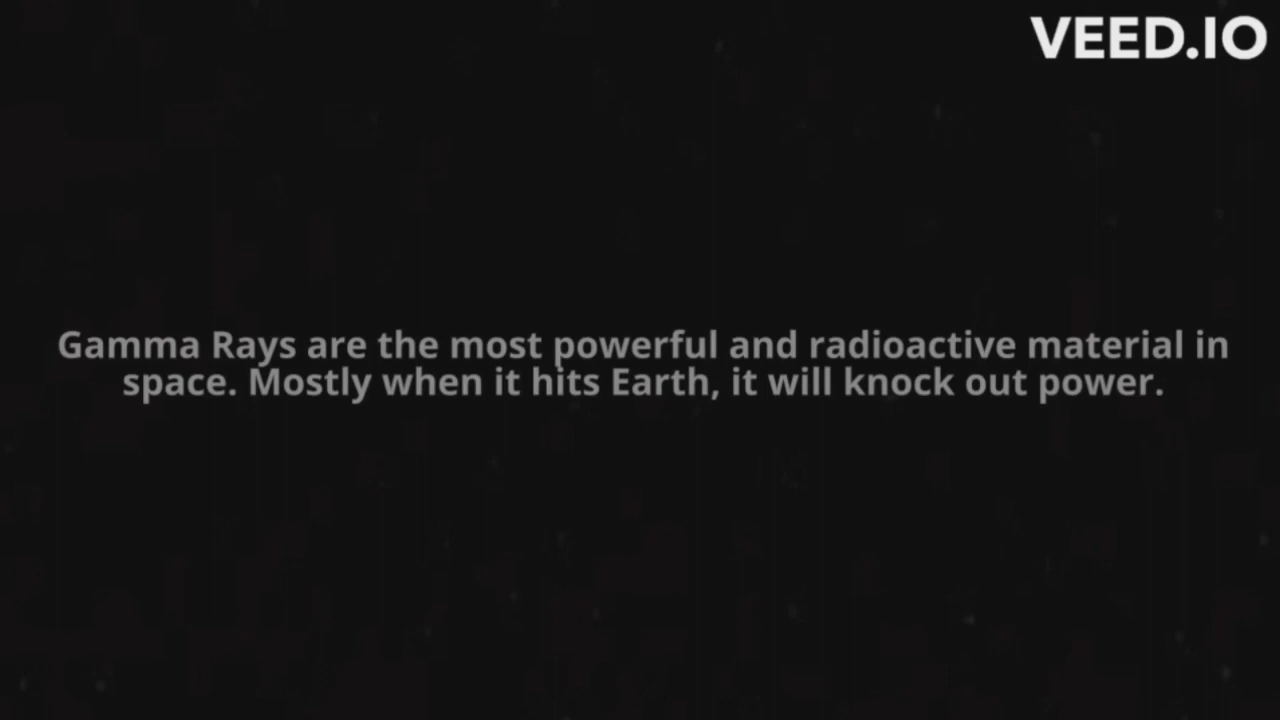 VEED.IO
Gamma Rays are the most powerful and radioactive material in
space. Mostly when it hits Earth, it will knock out power.